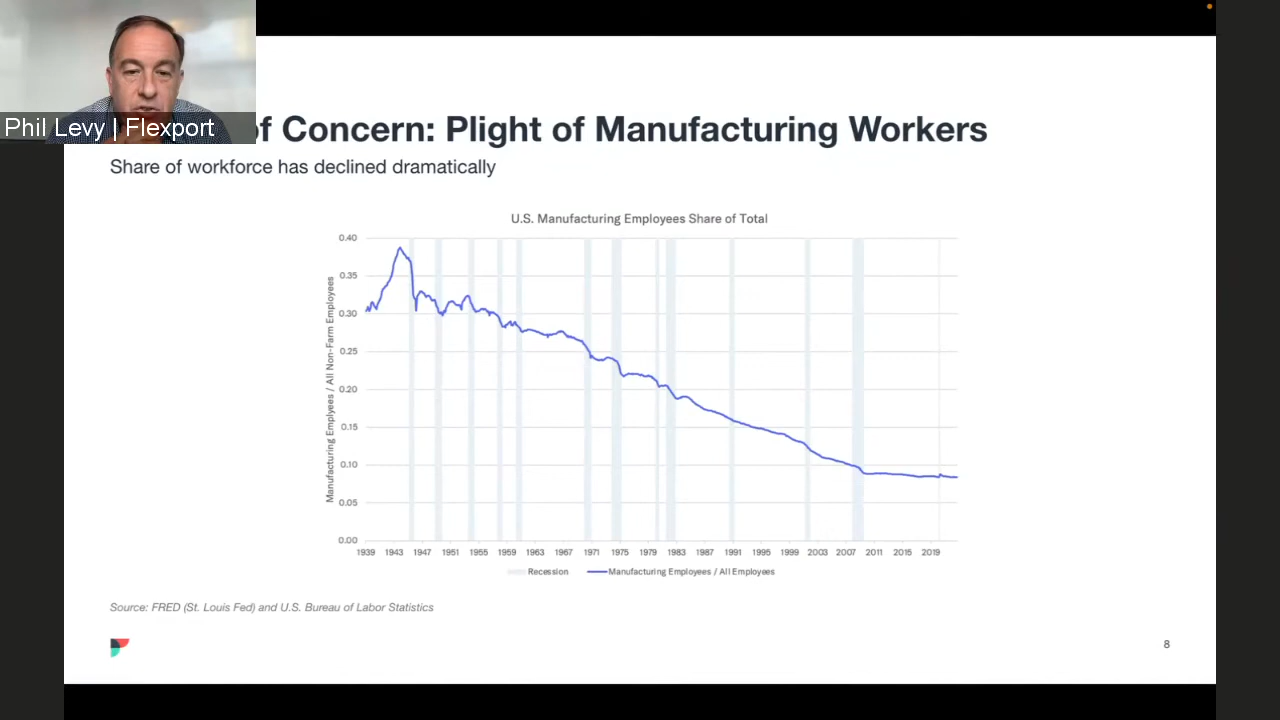 Phil Levy | Flexport
of Concern: Plight of Manufacturing Workers
Share of workforce has declined dramatically
U.S. Manufacturing Employees Share of Total
Manufacturing Emplyees / All Non-Farm Employees
0.40
0.35
0.30
0.25
0.20
0.15
0.10
0.05
0.00
1939 1943 1947 1951 1955 1959 1963 1967 1971 1975 1979 1983 1987 1991 1995 1999 2003 2007 2011 2015 2019
Recession Manufacturing Employees / All Employees
Source: FRED (St. Louis Fed) and U.S. Bureau of Labor Statistics
8